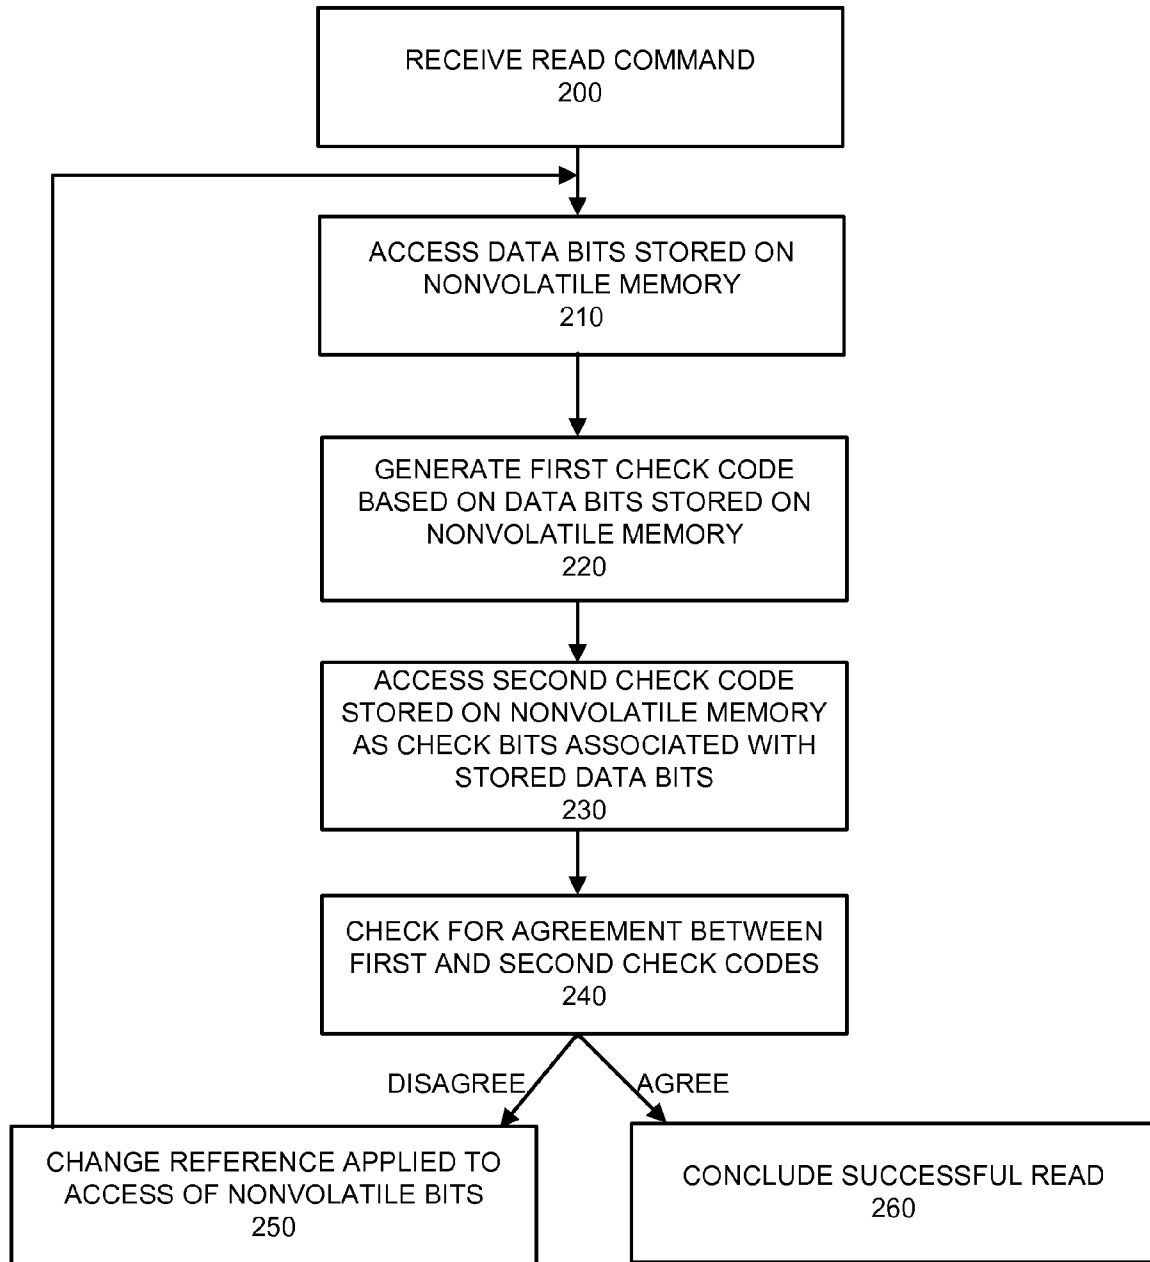 RECEIVE READ COMMAND
200
ACCESS DATA BITS STORED ON
NONVOLATILE MEMORY
210
GENERATE FIRST CHECK CODE
BASED ON DATA BITS STORED ON
NONVOLATILE MEMORY
220
ACCESS SECOND CHECK CODE
STORED ON NONVOLATILE MEMORY
AS CHECK BITS ASSOCIATED WITH
STORED DATA BITS
230
CHECK FOR AGREEMENT BETWEEN
FIRST AND SECOND CHECK CODES
240
DISAGREE
AGREE
CHANGE REFERENCE APPLIED TO
ACCESS OF NONVOLATILE BITS
250
CONCLUDE SUCCESSFUL READ
260